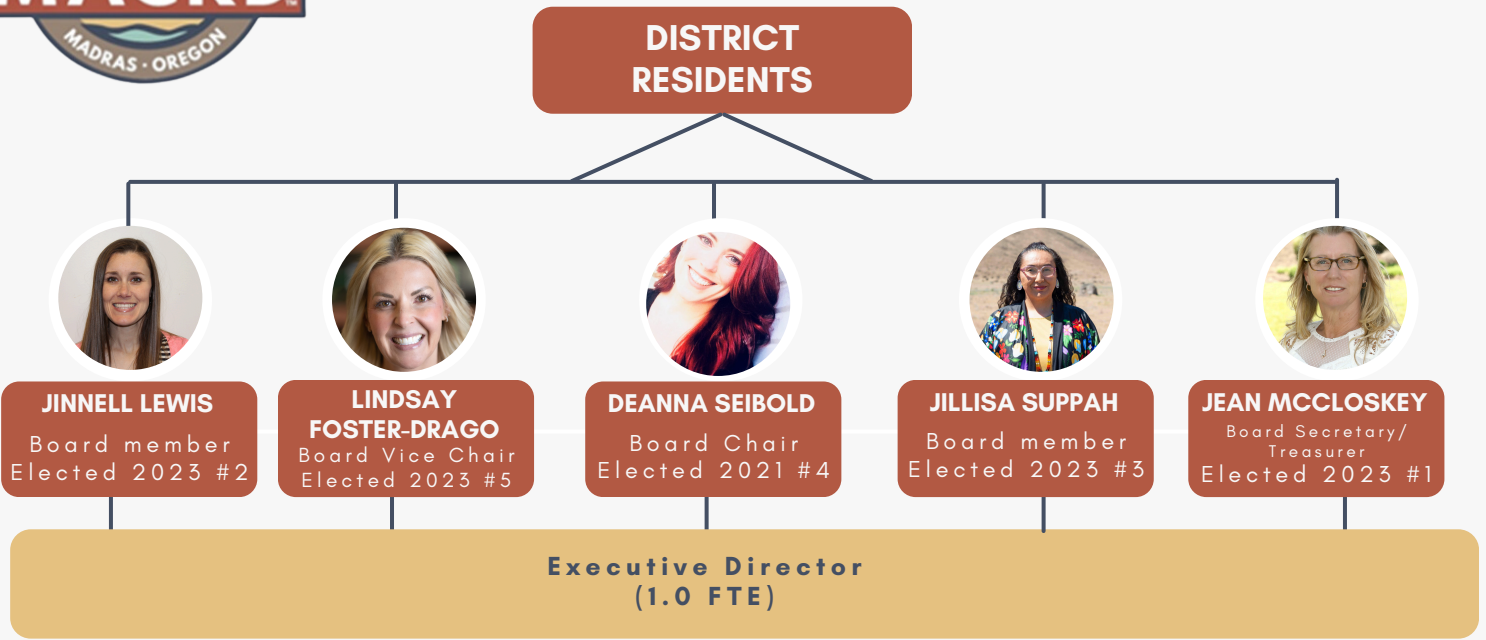 MADRAS · OREGON
DISTRICT
RESIDENTS
JINNELL LEWIS
Board member
Elected 2023 #2
LINDSAY
FOSTER-DRAGO
Board Vice Chair
Elected 2023 #5
DEANNA SEIBOLD
Board Chair
Elected 2021 #4
JILLISA SUPPAH
Board member
Elected 2023 #3
JEAN MCCLOSKEY
Board Secretary/
Treasurer
Elected 2023 #1
Executive Director
(1.0 FTE)